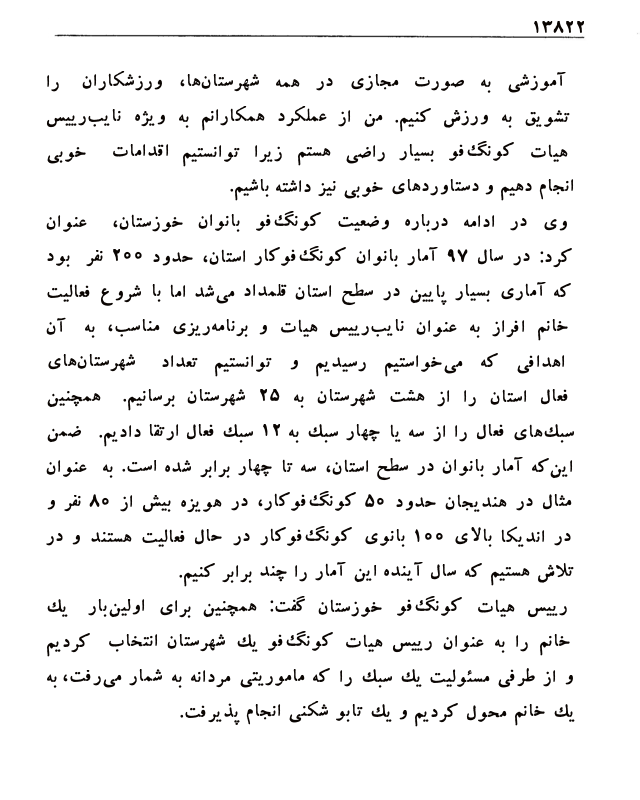 ۱۳۸۲۲
آموزشی به صورت مجازی در همه شهرستان‌ها، ورزشکاران را
تشویق به ورزش کنیم. من از عملکرد همکارانم به ویژه نایب‌رییس
هیات کونگ‌فو بسیار راضی هستم زیرا توانستیم اقدامات خوبی
انجام دهیم و دستاوردهای خوبی نیز داشته باشیم.
وی در ادامه درباره وضعیت کونگ‌فو بانوان خوزستان، عنوان
کرد: در سال ۹۷ آمار بانوان کونگ‌فوکار استان، حدود ۲۰۰ نفر بود
که آماری بسیار پایین در سطح استان قلمداد می‌شد اما با شروع فعالیت
خانم افراز به عنوان نایب‌رییس هیات و برنامه‌ریزی مناسب، به آن
اهدافی که می‌خواستیم رسیدیم و توانستیم تعداد شهرستان‌های
فعال استان را از هشت شهرستان به ۲۵ شهرستان برسانیم. همچنین
سبک‌های فعال را از سه یا چهار سبک به ۱۲ سبک فعال ارتقا دادیم. ضمن
این‌که آمار بانوان در سطح استان، سه تا چهار برابر شده است. به عنوان
مثال در هندیجان حدود ۵۰ کونگ‌فوکار، در هویزه بیش از ۸۰ نفر و
در اندیکا بالای ۱۰۰ بانوی کونگ‌فوکار در حال فعالیت هستند و در
تلاش هستیم که سال آینده این آمار را چند برابر کنیم.
رییس هیات کونگ‌فو خوزستان گفت: همچنین برای اولین‌بار یک
خانم را به عنوان رییس هیات کونگ‌فو یک شهرستان انتخاب کردیم
و از طرفی مسئولیت یک سبک را که ماموریتی مردانه به شمار می‌رفت، به
یک خانم محول کردیم و یک تابو شکنی انجام پذیرفت.